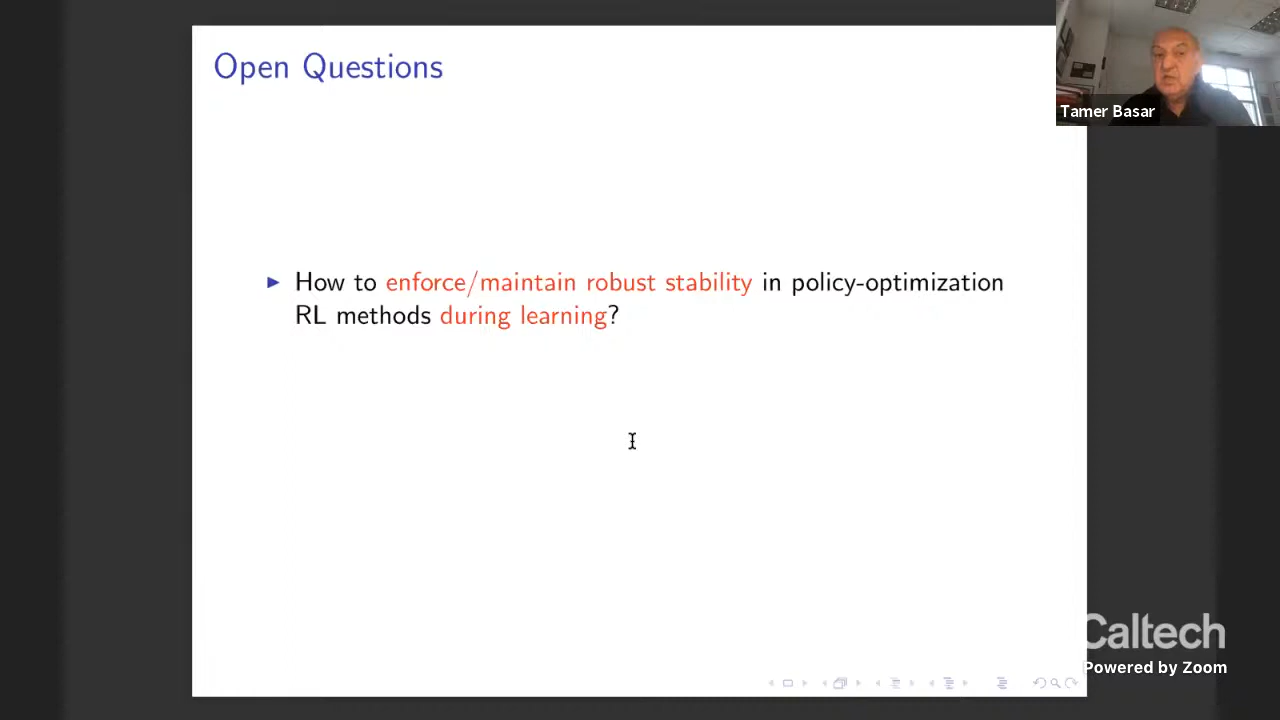 Open Questions
Tamer Basar
► How to enforce/maintain robust stability in policy-optimization
RL methods during learning?
Caltech
Powered by Zoom